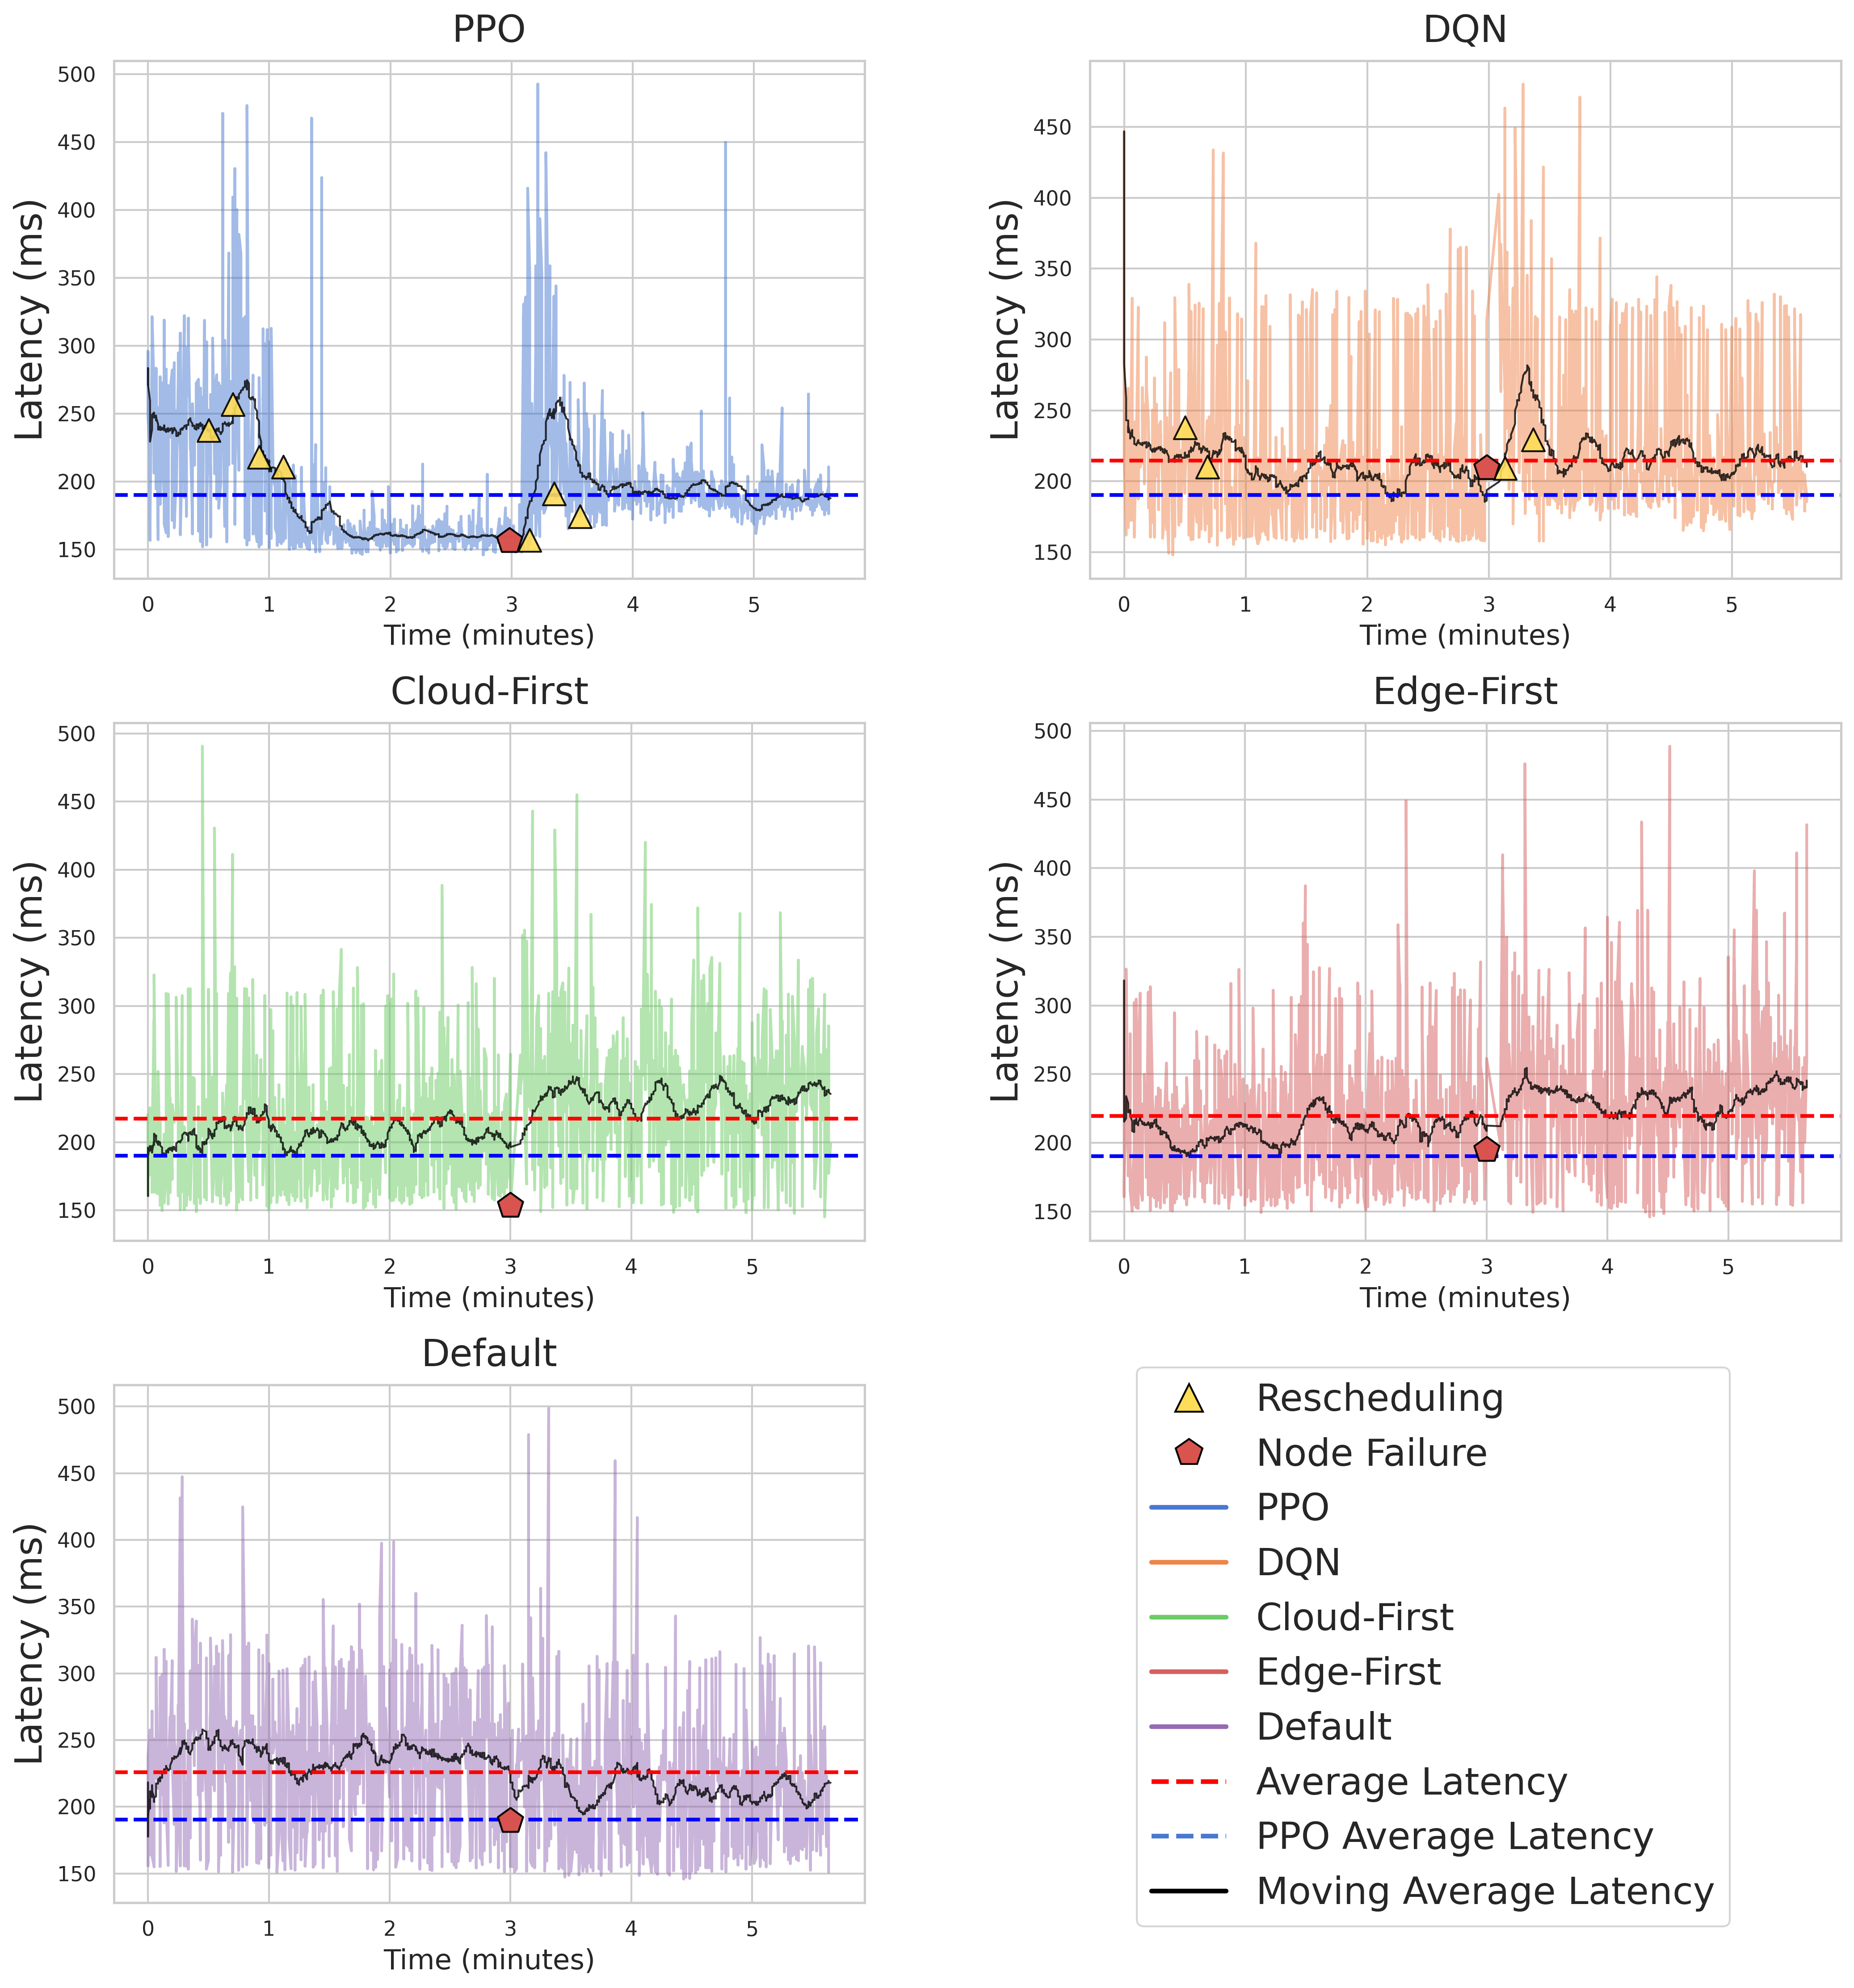 PPO
500
450
400
350
300
250
200
150
Latency (ms)
0 1 2 3 4 5
Time (minutes)
DQN
450
400
350
300
250
200
150
Latency (ms)
0 1 2 3 4 5
Time (minutes)
Cloud-First
500
450
400
350
300
250
200
150
Latency (ms)
0 1 2 3 4 5
Time (minutes)
Edge-First
500
450
400
350
300
250
200
150
Latency (ms)
0 1 2 3 4 5
Time (minutes)
Default
500
450
400
350
300
250
200
150
Latency (ms)
0 1 2 3 4 5
Time (minutes)
Rescheduling
Node Failure
PPO
DQN
Cloud-First
Edge-First
Default
Average Latency
PPO Average Latency
Moving Average Latency